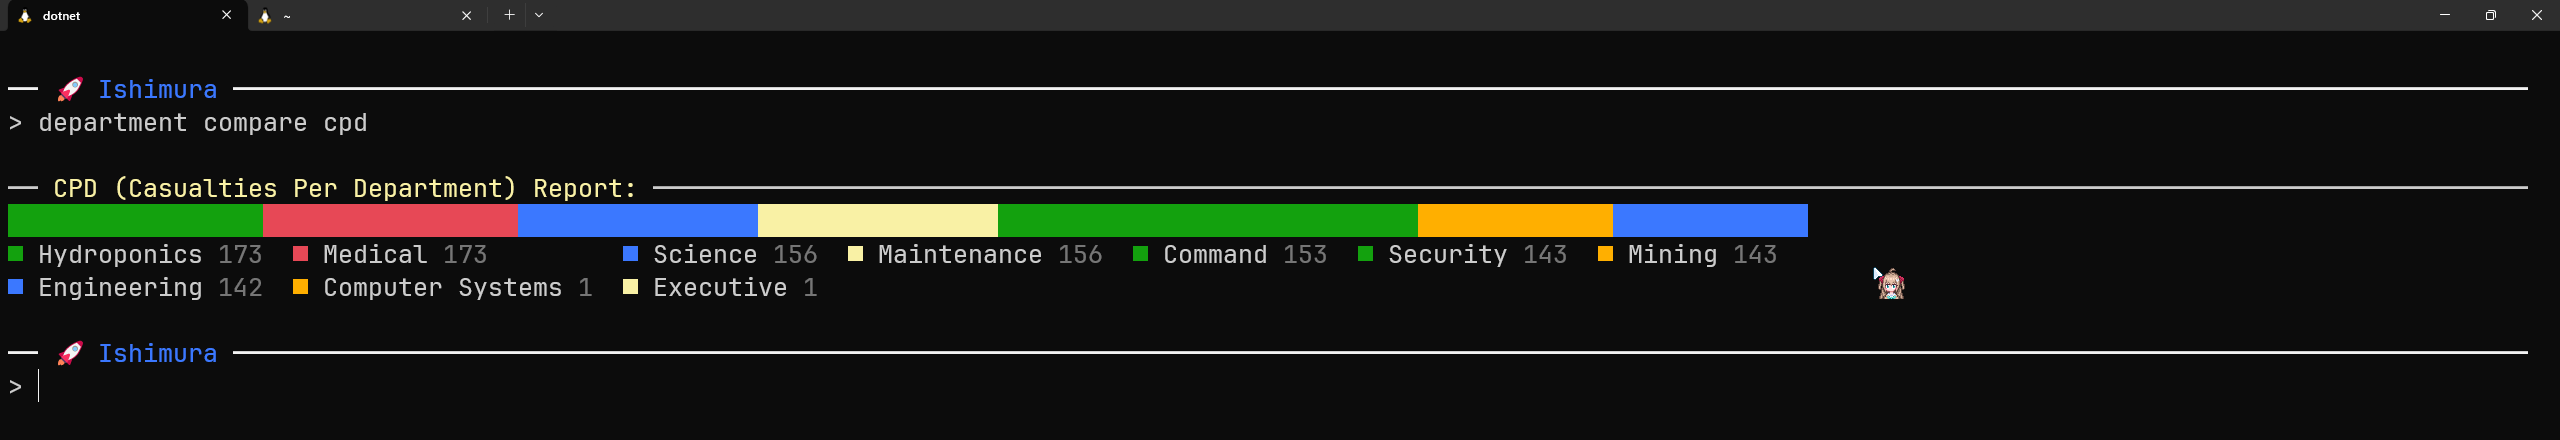 dotnet
~
Ishimura
> department compare cpd
CPD (Casualties Per Department) Report:
Hydroponics 173 Medical 173 Science 156 Maintenance 156 Command 153 Security 143 Mining 143
Engineering 142 Computer Systems 1 Executive 1
Ishimura
>